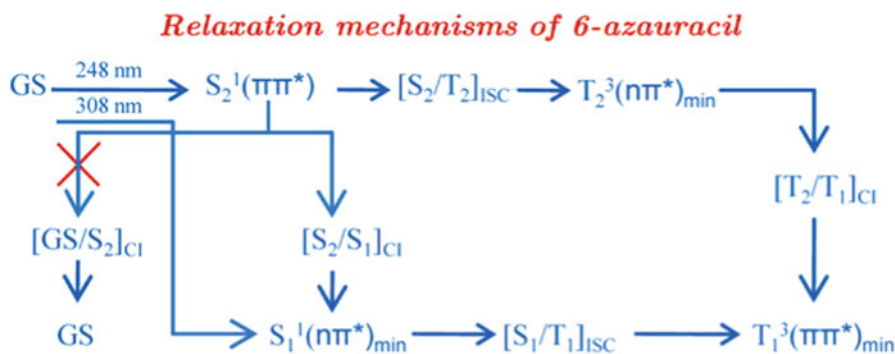 Relaxation mechanisms of 6-azauracil
GS 248 nm S₂¹(ππ*) [S₂/T₂]ISC T₂³(nπ*)min
308 nm
[T₂/T₁]CI
[GS/S₂]CI [S₂/S₁]CI
GS S₁¹(nπ*)min [S₁/T₁]ISC T₁³(ππ*)min